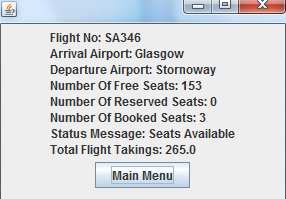 Flight No: SA346
Arrival Airport: Glasgow
Departure Airport: Stornoway
Number Of Free Seats: 153
Number Of Reserved Seats: 0
Number Of Booked Seats: 3
Status Message: Seats Available
Total Flight Takings: 265.0
Main Menu